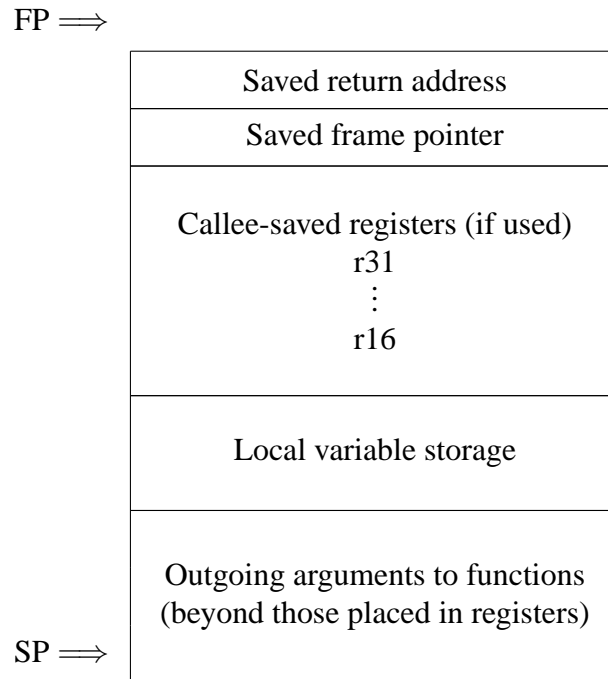 FP ⟹
Saved return address
Saved frame pointer
Callee-saved registers (if used)
r31
⋮
r16
Local variable storage
Outgoing arguments to functions
(beyond those placed in registers)
SP ⟹